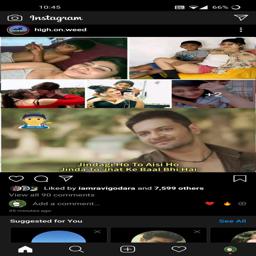 10:45
66%
Instagram
high.on.weed
+2
Jindagi Ho To Aisi Ho
Jinda To Jhat Ke Baal Bhi Hai
Liked by iamravigodara and 7,599 others
View all 90 comments
Add a comment...
Suggested for You
See All